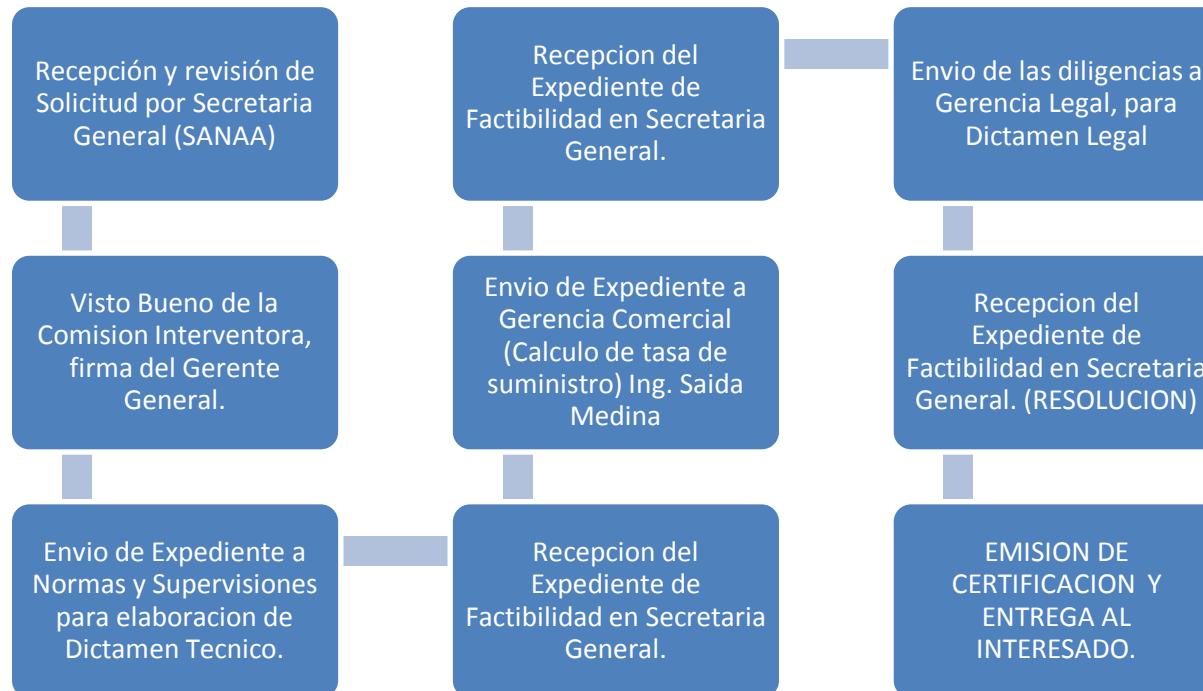 Recepción y revisión de
Solicitud por Secretaria
General (SANAA)
Visto Bueno de la
Comision Interventora,
firma del Gerente
General.
Envio de Expediente a
Normas y Supervisiones
para elaboracion de
Dictamen Tecnico.
Recepcion del
Expediente de
Factibilidad en Secretaria
General.
Envio de Expediente a
Gerencia Comercial
(Calculo de tasa de
suministro) Ing. Saida
Medina
Recepcion del
Expediente de
Factibilidad en Secretaria
General.
Envio de las diligencias a
Gerencia Legal, para
Dictamen Legal
Recepcion del
Expediente de
Factibilidad en Secretaria
General. (RESOLUCION)
EMISION DE
CERTIFICACION Y
ENTREGA AL
INTERESADO.